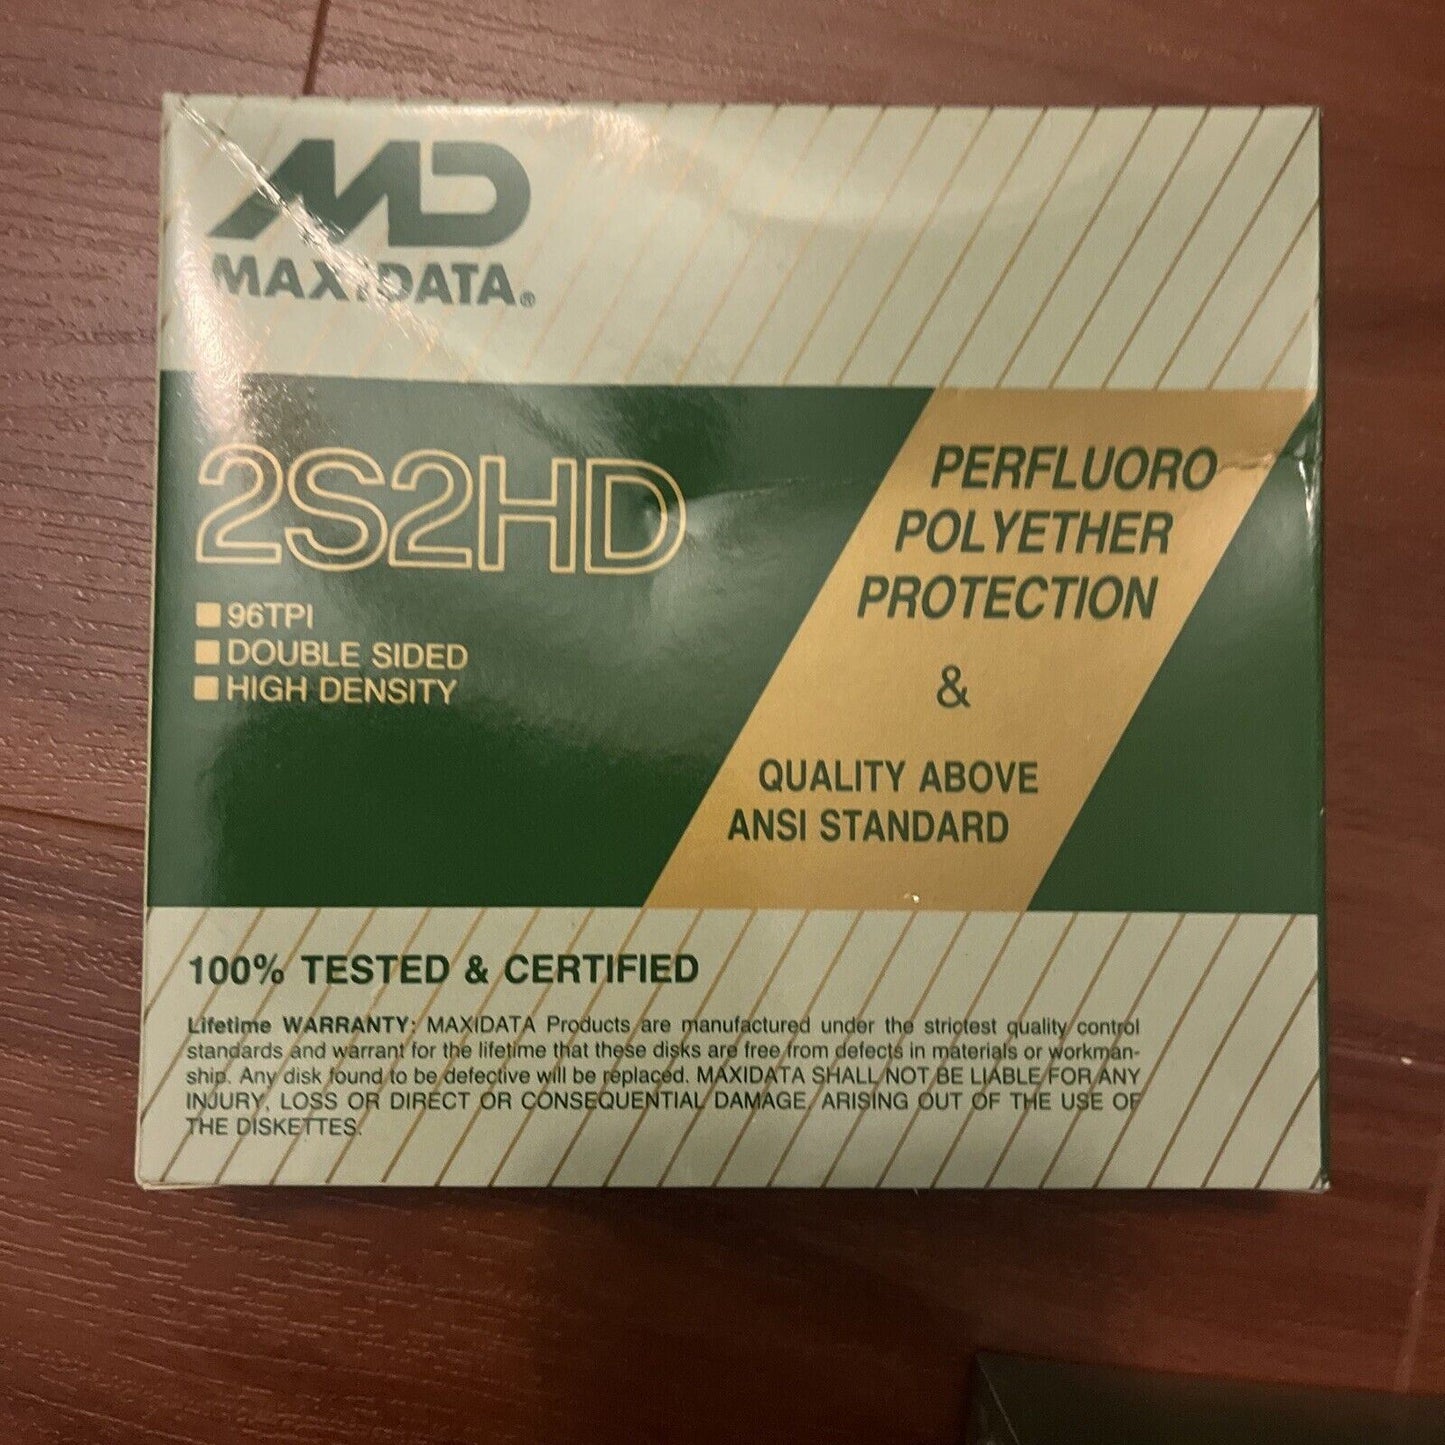 MD
MAXIDATA®
2S2HD
96TPI
DOUBLE SIDED
HIGH DENSITY
PERFLUORO
POLYETHER
PROTECTION
&
QUALITY ABOVE
ANSI STANDARD
100% TESTED & CERTIFIED
Lifetime WARRANTY: MAXIDATA Products are manufactured under the strictest quality control
standards and warrant for the lifetime that these disks are free from defects in materials or workman-
ship. Any disk found to be defective will be replaced. MAXIDATA SHALL NOT BE LIABLE FOR ANY
INJURY, LOSS OR DIRECT OR CONSEQUENTIAL DAMAGE, ARISING OUT OF THE USE OF
THE DISKETTES.